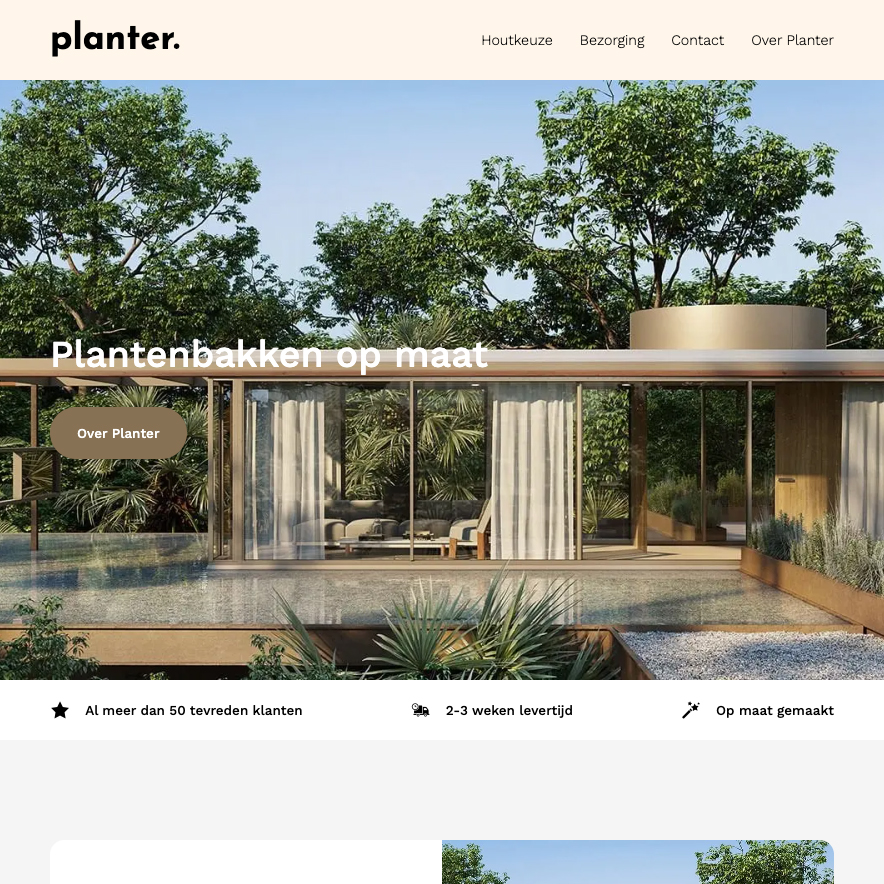 planter.
Houtkeuze Bezorging Contact Over Planter
Plantenbakken op maat
Over Planter
Al meer dan 50 tevreden klanten
2-3 weken levertijd
Op maat gemaakt